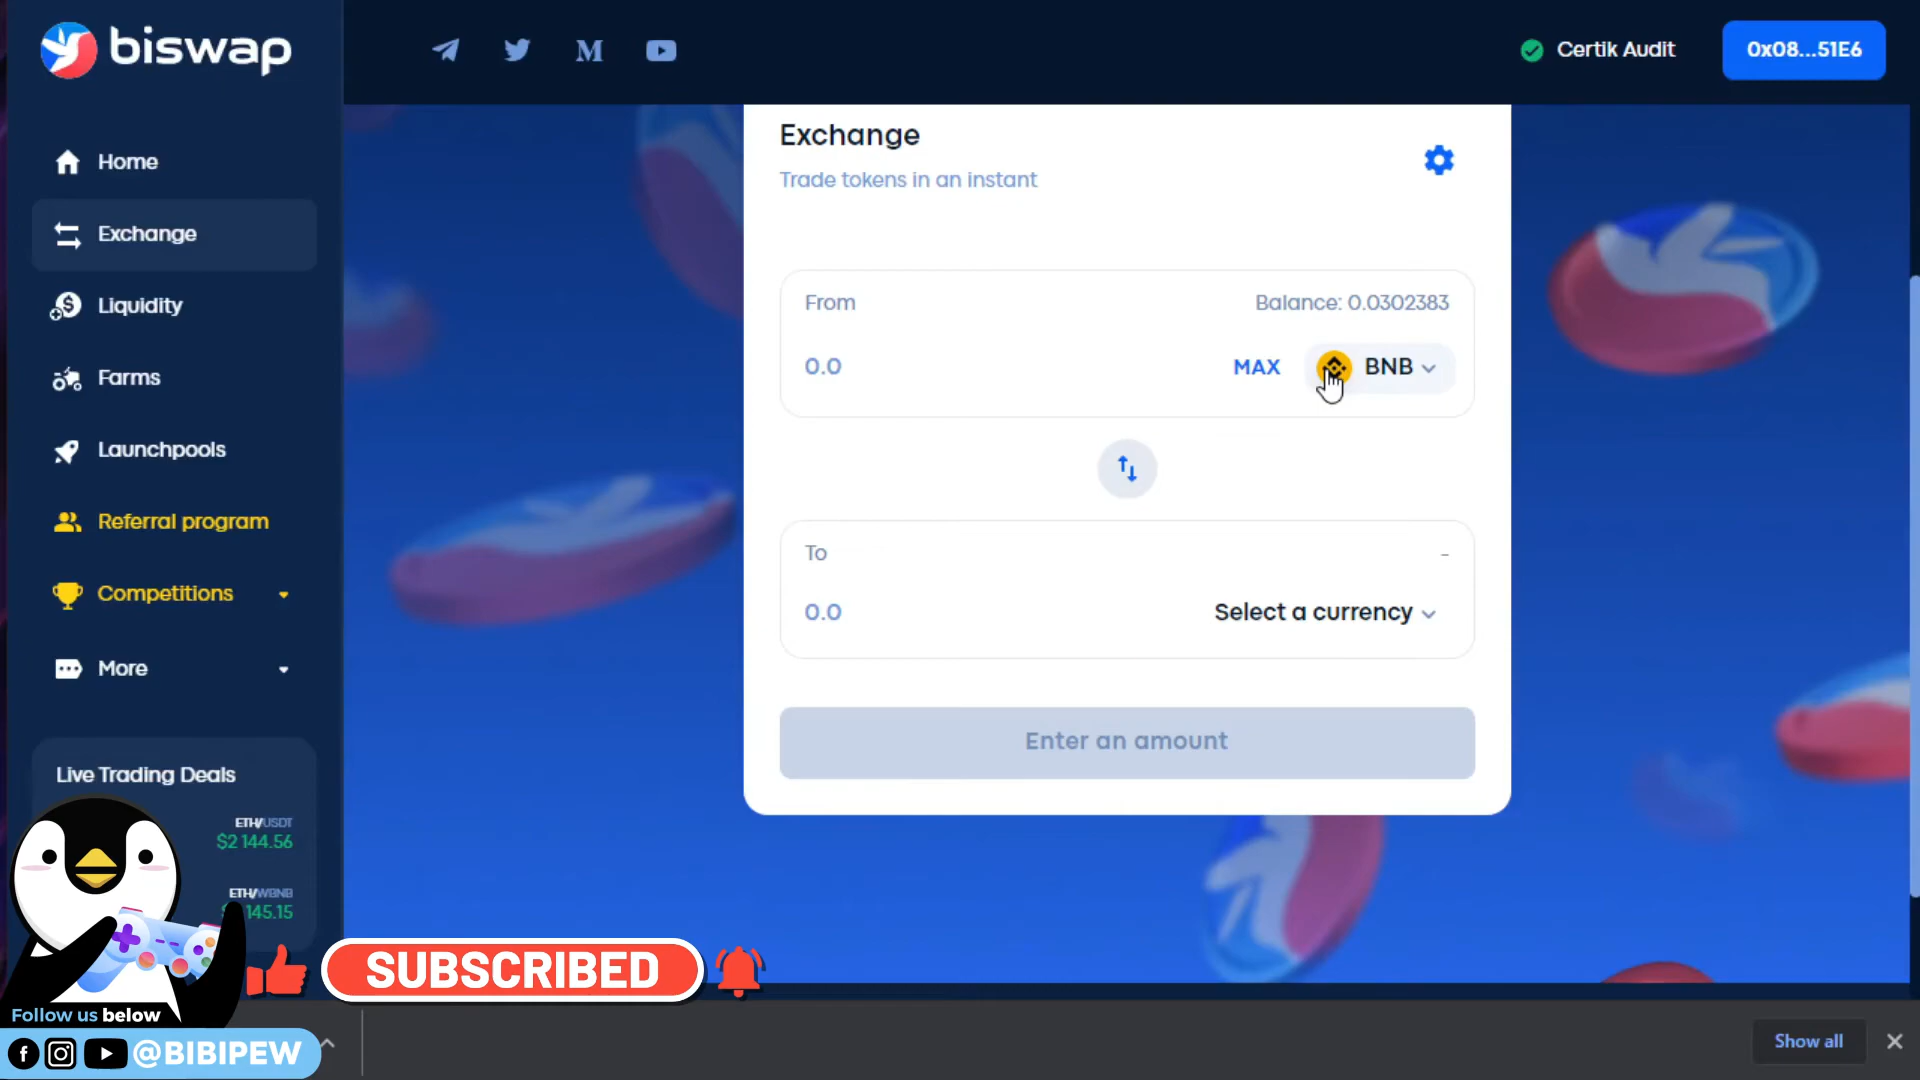 biswap
Certik Audit
0x08...51E6
Home
Exchange
Liquidity
Farms
Launchpools
Referral program
Competitions
More
Live Trading Deals
ETH/USDT
$2 144.56
ETH/WBNB
145.15
Exchange
Trade tokens in an instant
From
Balance: 0.0302383
0.0
MAX
BNB
To
-
0.0
Select a currency
Enter an amount
SUBSCRIBED
Follow us below
@BIBIPEW
Show all